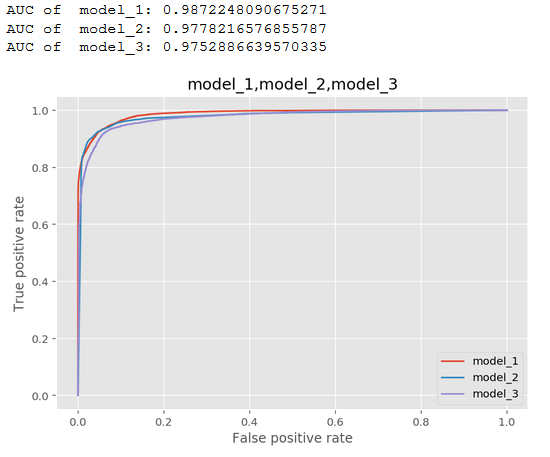 AUC of  model_1: 0.9872248090675271
AUC of  model_2: 0.9778216576855787
AUC of  model_3: 0.9752886639570335
model_1,model_2,model_3
1.0
0.8
0.6
0.4
0.2
0.0
True positive rate
model_1
model_2
model_3
0.0 0.2 0.4 0.6 0.8 1.0
False positive rate